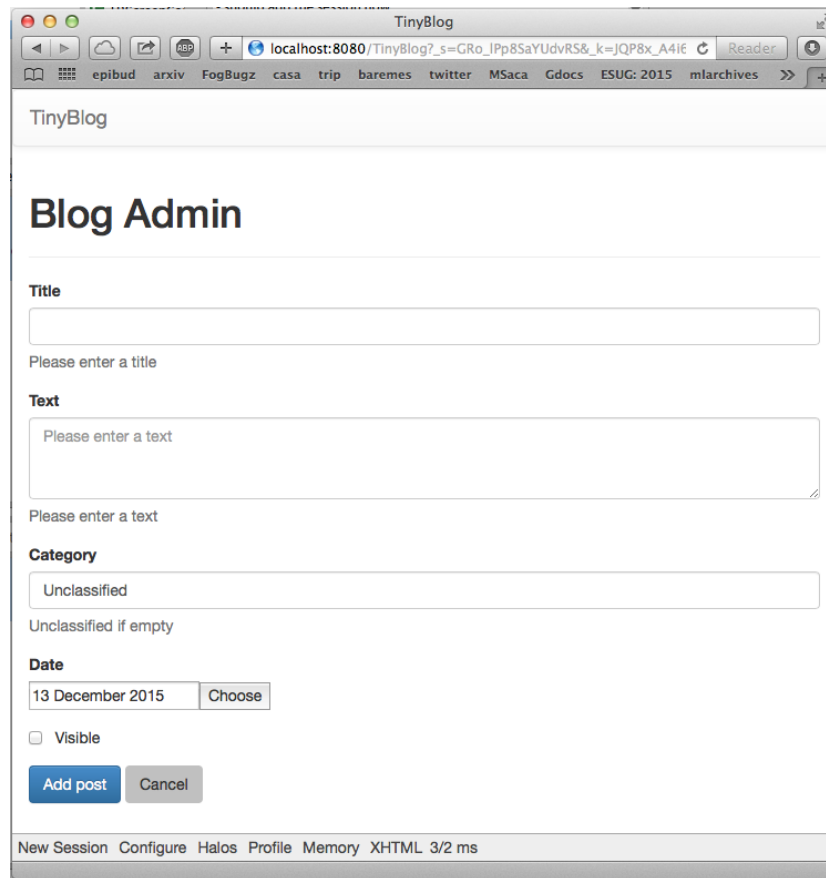 TinyBlog
ABP
localhost:8080/TinyBlog?_s=GRo_lPp8SaYUdvRS&_k=JQP8x_A4i6
Reader
epibud arxiv FogBugz casa trip baremes twitter MSaca Gdocs ESUG: 2015 mlarchives >>
TinyBlog
Blog Admin
Title
Please enter a title
Text
Please enter a text
Please enter a text
Category
Unclassified
Unclassified if empty
Date
13 December 2015 Choose
Visible
Add post Cancel
New Session Configure Halos Profile Memory XHTML 3/2 ms